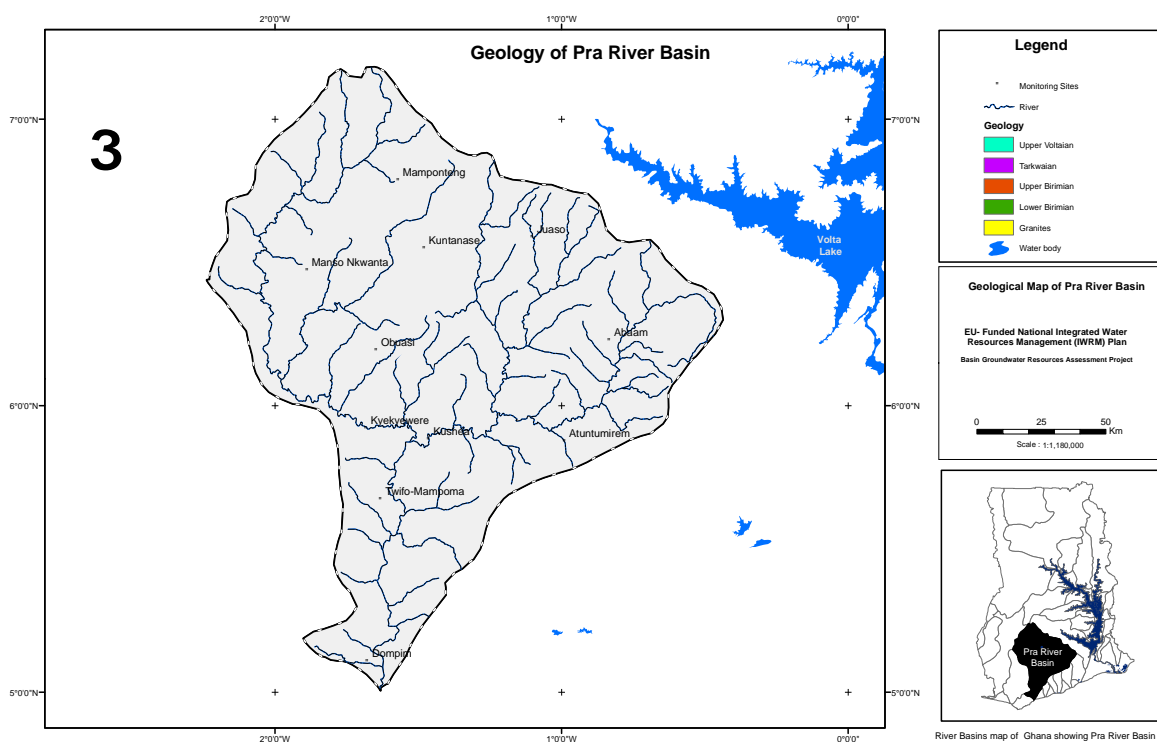 2°0'0"W 1°0'0"W 0°0'0"
Geology of Pra River Basin
3
7°0'0"N 7°0'0"N
6°0'0"N 6°0'0"N
5°0'0"N 5°0'0"N
Mamponteng
Juaso
Kuntanase
Manso Nkwanta
Volta
Lake
Abaam
Obuasi
Kyekyewere
Kushea
Atuntumirem
Twifo-Mampoma
Dompim
2°0'0"W 1°0'0"W 0°0'0"
Legend
Monitoring Sites
River
Geology
Upper Voltaian
Tarkwaian
Upper Birimian
Lower Birimian
Granites
Water body
Geological Map of Pra River Basin
EU- Funded National Integrated Water
Resources Management (IWRM) Plan
Basin Groundwater Resources Assessment Project
0 25 50
Km
Scale : 1:1,180,000
Pra River
Basin
River Basins map of Ghana showing Pra River Basin